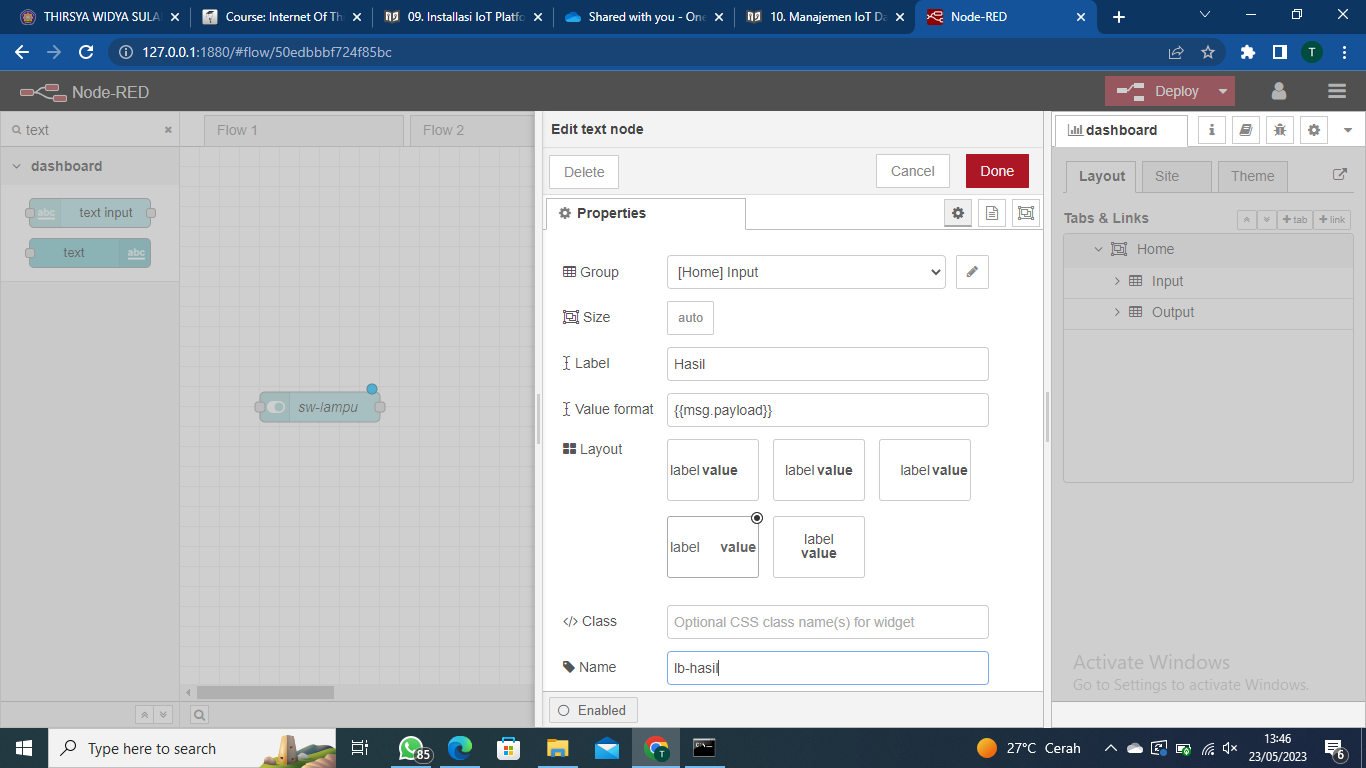 THIRSYA WIDYA SULA
Course: Internet Of Th
09. Installasi IoT Platfo
Shared with you - One
10. Manajemen IoT Da
Node-RED
127.0.0.1:1880/#flow/50edbbbf724f85bc
T
Node-RED
Deploy
text
Flow 1
Flow 2
dashboard
abc text input
text abc
sw-lampu
Edit text node
Delete
Cancel
Done
Properties
Group
[Home] Input
Size
auto
Label
Hasil
Value format
{{msg.payload}}
Layout
label value
label value
label value
label value
label
value
</> Class
Optional CSS class name(s) for widget
Name
lb-hasil
Enabled
dashboard
i
Layout
Site
Theme
Tabs & Links
+ tab
+ link
Home
Input
Output
Activate Windows
Go to Settings to activate Windows.
Type here to search
85
T
27°C Cerah
13:46
23/05/2023
6